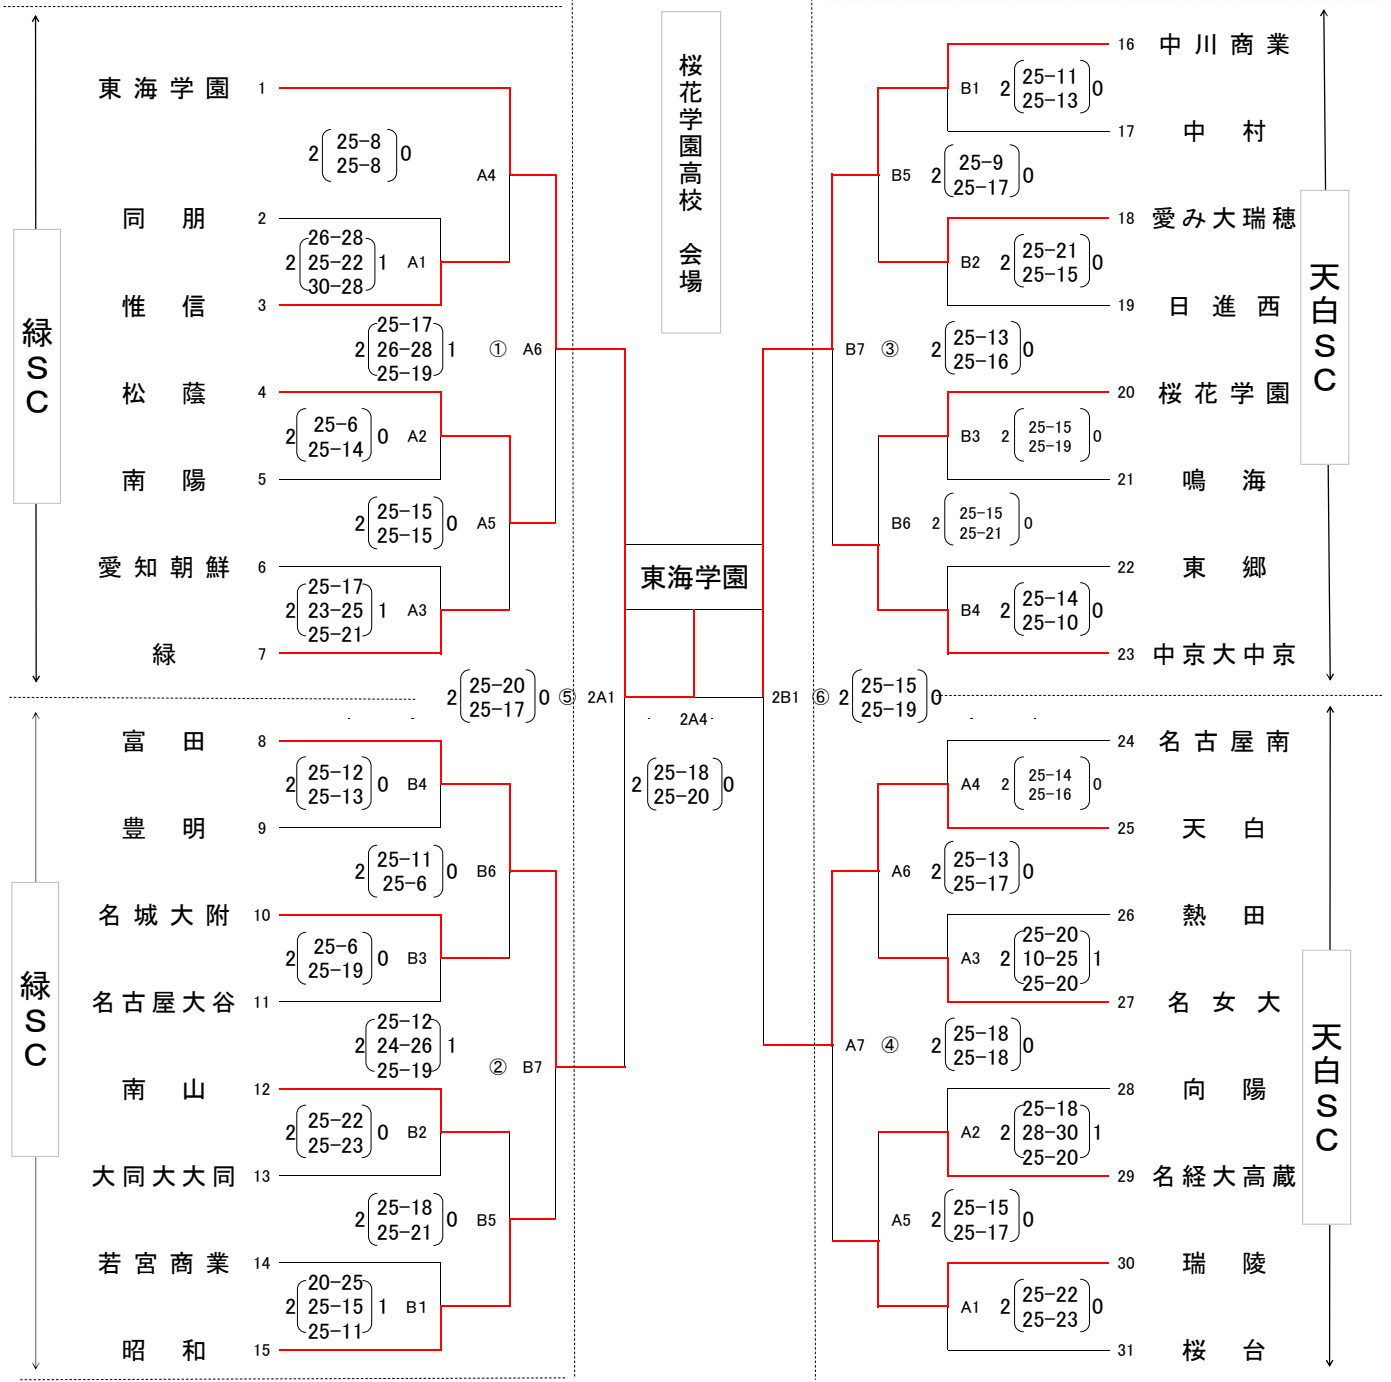 桜花学園高校 会場
緑SC
東海学園 1
2 25-8 0
25-8
A4
同朋 2
26-28
2 25-22 1 A1
30-28
惟信 3
25-17
2 26-28 1 ① A6
25-19
松蔭 4
2 25-6 0 A2
25-14
南陽 5
2 25-15 0 A5
25-15
愛知朝鮮 6
25-17
2 23-25 1 A3
25-21
緑 7
2 25-20 0 ⑤ 2A1
25-17
緑SC
富田 8
2 25-12 0 B4
25-13
豊明 9
2 25-11 0 B6
25-6
名城大附 10
2 25-6 0 B3
25-19
名古屋大谷 11
25-12
2 24-26 1 ② B7
25-19
南山 12
2 25-22 0 B2
25-23
大同大大同 13
2 25-18 0 B5
25-21
若宮商業 14
20-25
2 25-15 1 B1
25-11
昭和 15
東海学園
2A4
2 25-18 0
25-20
天白SC
16 中川商業
B1 2 25-11 0
25-13
17 中村
B5 2 25-9 0
25-17
18 愛み大瑞穂
B2 2 25-21 0
25-15
19 日進西
B7 ③ 2 25-13 0
25-16
20 桜花学園
B3 2 25-15 0
25-19
21 鳴海
B6 2 25-15 0
25-21
22 東郷
B4 2 25-14 0
25-10
23 中京大中京
2B1 ⑥ 2 25-15 0
25-19
天白SC
24 名古屋南
A4 2 25-14 0
25-16
25 天白
A6 2 25-13 0
25-17
26 熱田
25-20
A3 2 10-25 1
25-20
27 名女大
A7 ④ 2 25-18 0
25-18
28 向陽
25-18
A2 2 28-30 1
25-20
29 名経大高蔵
A5 2 25-15 0
25-17
30 瑞陵
A1 2 25-22 0
25-23
31 桜台